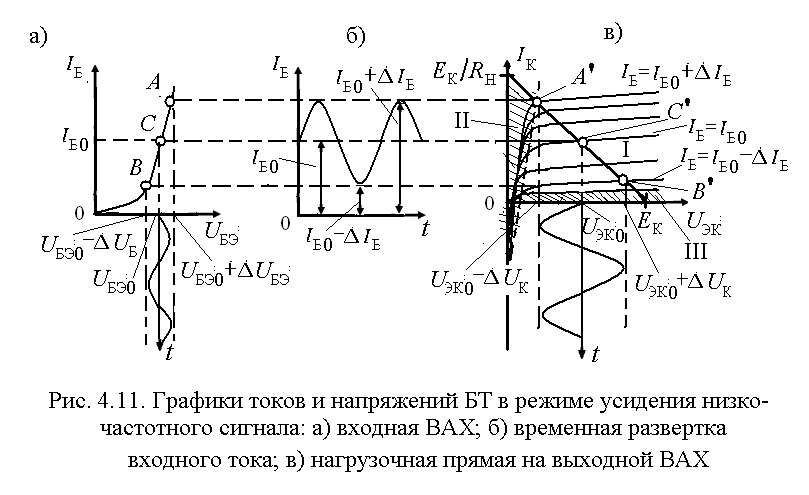 а)
б)
в)
I_Б
A
C
I_Б0
B
0
U_БЭ0–ΔU_Б
U_БЭ
U_БЭ0
U_БЭ0+ΔU_БЭ
t
I_Б
I_Б0+ΔI_Б
I_Б0
0
I_Б0–ΔI_Б
t
E_К/R_Н
I_К
A'
I_Б=I_Б0+ΔI_Б
II
C'
I_Б=I_Б0
I
I_Б=I_Б0–ΔI_Б
B'
0
U_ЭК0
E_К
U_ЭК
III
U_ЭК0–ΔU_К
U_ЭК0+ΔU_К
t
Рис. 4.11. Графики токов и напряжений БТ в режиме усидения низко-
частотного сигнала: а) входная ВАХ; б) временная развертка
входного тока; в) нагрузочная прямая на выходной ВАХ